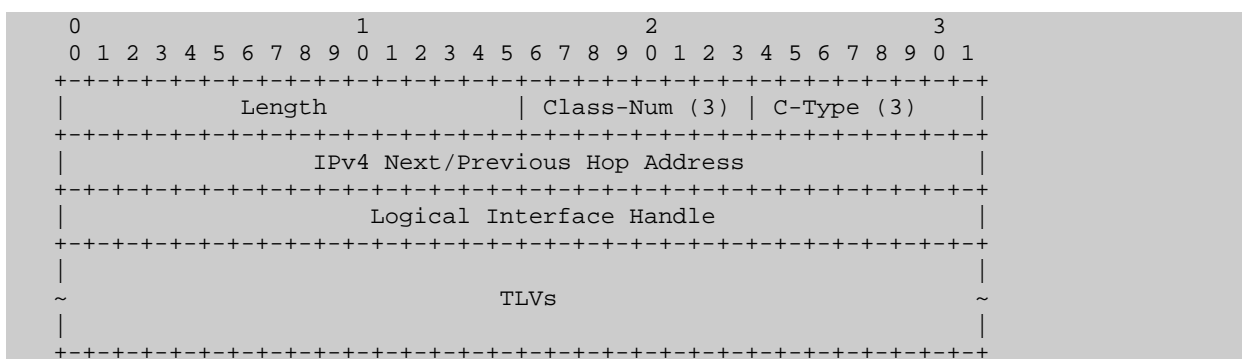 0                   1                   2                   3
 0 1 2 3 4 5 6 7 8 9 0 1 2 3 4 5 6 7 8 9 0 1 2 3 4 5 6 7 8 9 0 1
+-+-+-+-+-+-+-+-+-+-+-+-+-+-+-+-+-+-+-+-+-+-+-+-+-+-+-+-+-+-+-+-+
|            Length             | Class-Num (3) | C-Type (3)    |
+-+-+-+-+-+-+-+-+-+-+-+-+-+-+-+-+-+-+-+-+-+-+-+-+-+-+-+-+-+-+-+-+
|                 IPv4 Next/Previous Hop Address                |
+-+-+-+-+-+-+-+-+-+-+-+-+-+-+-+-+-+-+-+-+-+-+-+-+-+-+-+-+-+-+-+-+
|                     Logical Interface Handle                  |
+-+-+-+-+-+-+-+-+-+-+-+-+-+-+-+-+-+-+-+-+-+-+-+-+-+-+-+-+-+-+-+-+
|                                                               |
~                              TLVs                             ~
|                                                               |
+-+-+-+-+-+-+-+-+-+-+-+-+-+-+-+-+-+-+-+-+-+-+-+-+-+-+-+-+-+-+-+-+